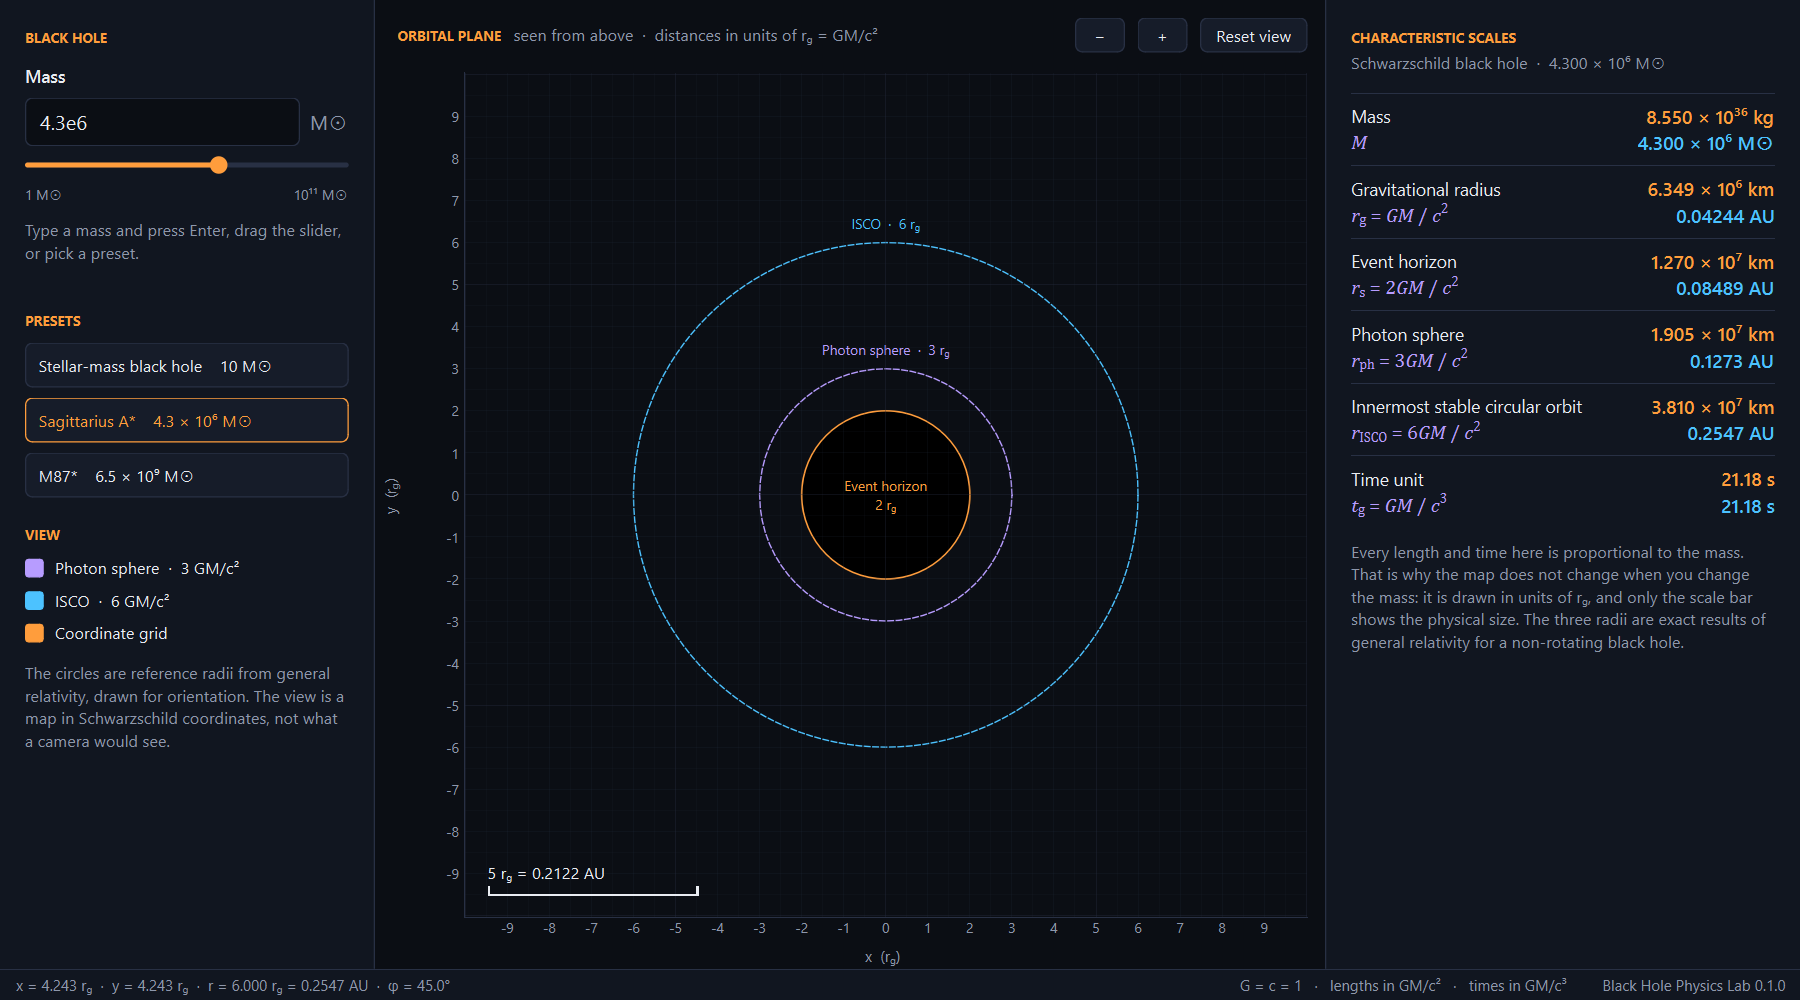 BLACK HOLE
Mass
4.3e6 M☉
1 M☉ 10¹¹ M☉
Type a mass and press Enter, drag the slider,
or pick a preset.
PRESETS
Stellar-mass black hole 10 M☉
Sagittarius A* 4.3 × 10⁶ M☉
M87* 6.5 × 10⁹ M☉
VIEW
Photon sphere · 3 GM/c²
ISCO · 6 GM/c²
Coordinate grid
The circles are reference radii from general
relativity, drawn for orientation. The view is a
map in Schwarzschild coordinates, not what
a camera would see.
ORBITAL PLANE seen from above · distances in units of r_g = GM/c²
− + Reset view
9
8
7
6
5
4
3
2
1
0
-1
-2
-3
-4
-5
-6
-7
-8
-9
y (r_g)
ISCO · 6 r_g
Photon sphere · 3 r_g
Event horizon
2 r_g
5 r_g = 0.2122 AU
-9 -8 -7 -6 -5 -4 -3 -2 -1 0 1 2 3 4 5 6 7 8 9
x (r_g)
CHARACTERISTIC SCALES
Schwarzschild black hole · 4.300 × 10⁶ M☉
Mass 8.550 × 10³⁶ kg
M 4.300 × 10⁶ M☉
Gravitational radius 6.349 × 10⁶ km
r_g = GM / c² 0.04244 AU
Event horizon 1.270 × 10⁷ km
r_s = 2GM / c² 0.08489 AU
Photon sphere 1.905 × 10⁷ km
r_ph = 3GM / c² 0.1273 AU
Innermost stable circular orbit 3.810 × 10⁷ km
r_ISCO = 6GM / c² 0.2547 AU
Time unit 21.18 s
t_g = GM / c³ 21.18 s
Every length and time here is proportional to the mass.
That is why the map does not change when you change
the mass: it is drawn in units of r_g, and only the scale bar
shows the physical size. The three radii are exact results of
general relativity for a non-rotating black hole.
x = 4.243 r_g · y = 4.243 r_g · r = 6.000 r_g = 0.2547 AU · φ = 45.0°
G = c = 1 · lengths in GM/c² · times in GM/c³ Black Hole Physics Lab 0.1.0